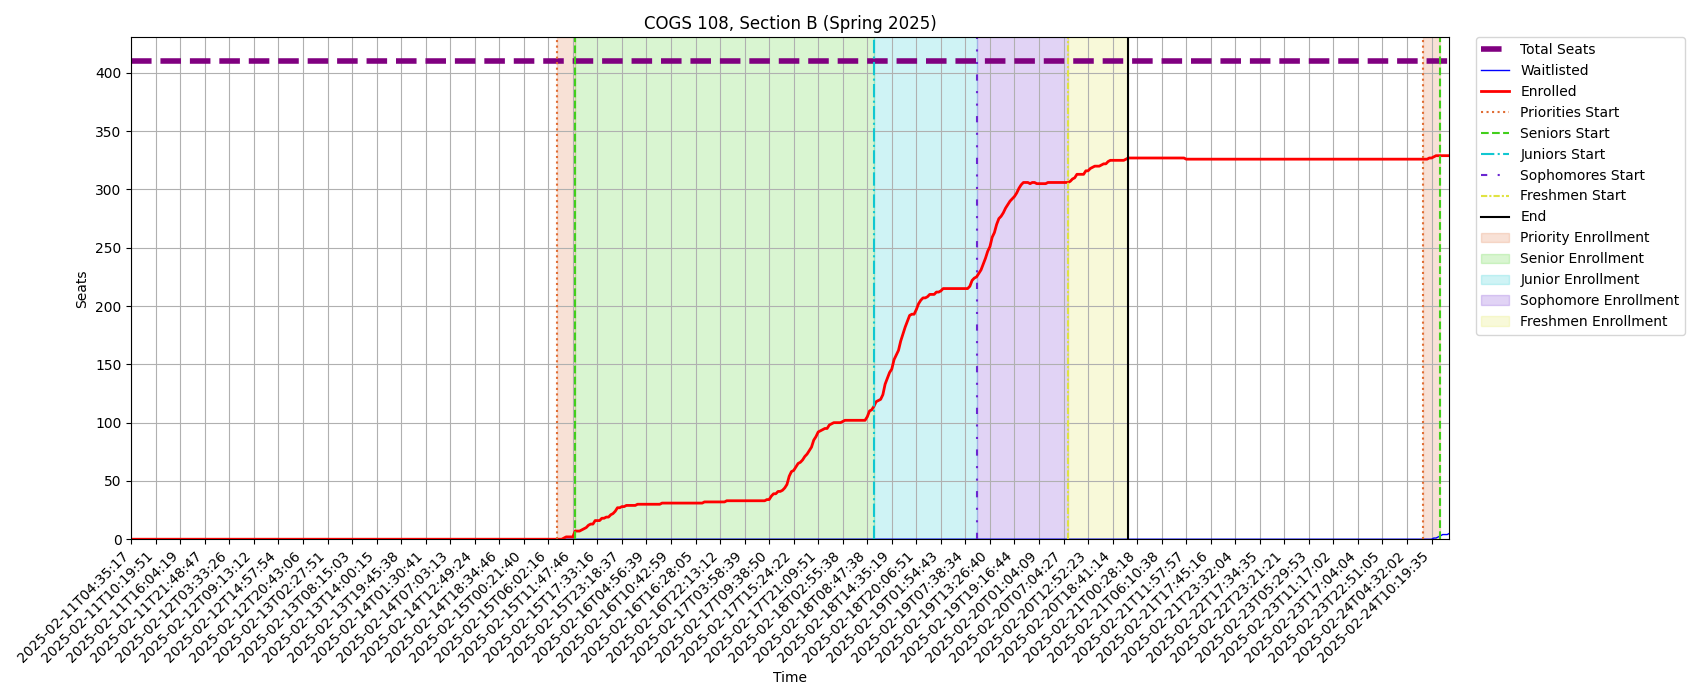 COGS 108, Section B (Spring 2025)
Seats
400
350
300
250
200
150
100
50
0
2025-02-11T04:35:17
2025-02-11T10:19:51
2025-02-11T16:04:19
2025-02-11T21:48:47
2025-02-12T03:33:26
2025-02-12T09:13:12
2025-02-12T14:57:54
2025-02-12T20:43:06
2025-02-13T02:27:51
2025-02-13T08:15:03
2025-02-13T14:00:15
2025-02-13T19:45:38
2025-02-14T01:30:41
2025-02-14T07:03:13
2025-02-14T12:49:24
2025-02-14T18:34:46
2025-02-15T00:21:40
2025-02-15T06:02:16
2025-02-15T11:47:46
2025-02-15T17:33:16
2025-02-15T23:18:37
2025-02-16T04:56:39
2025-02-16T10:42:59
2025-02-16T16:28:05
2025-02-16T22:13:12
2025-02-17T03:58:39
2025-02-17T09:38:50
2025-02-17T15:24:22
2025-02-17T21:09:51
2025-02-18T02:55:38
2025-02-18T08:47:38
2025-02-18T14:35:19
2025-02-18T20:06:51
2025-02-19T01:54:43
2025-02-19T07:38:34
2025-02-19T13:26:40
2025-02-19T19:16:44
2025-02-20T01:04:09
2025-02-20T07:04:27
2025-02-20T12:52:23
2025-02-20T18:41:14
2025-02-21T00:28:18
2025-02-21T06:10:38
2025-02-21T11:57:57
2025-02-21T17:45:16
2025-02-21T23:32:04
2025-02-22T17:34:35
2025-02-22T23:21:21
2025-02-23T05:29:53
2025-02-23T11:17:02
2025-02-23T17:04:04
2025-02-23T22:51:05
2025-02-24T04:32:02
2025-02-24T10:19:35
Time
Total Seats
Waitlisted
Enrolled
Priorities Start
Seniors Start
Juniors Start
Sophomores Start
Freshmen Start
End
Priority Enrollment
Senior Enrollment
Junior Enrollment
Sophomore Enrollment
Freshmen Enrollment